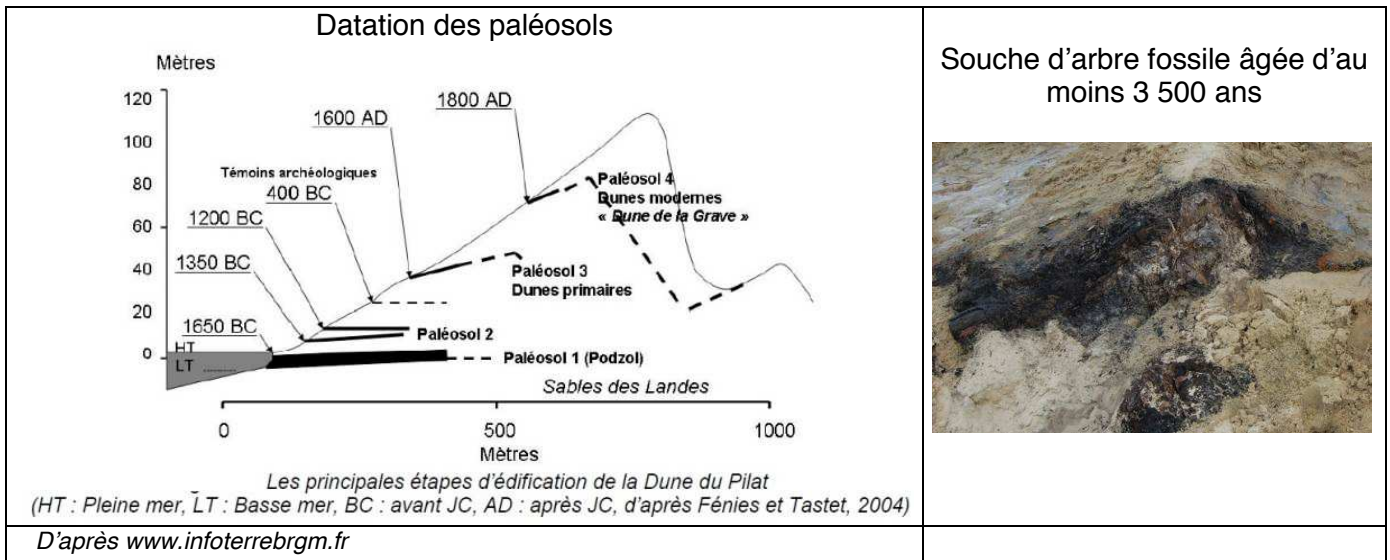 Datation des paléosols
Mètres
120
100
80
60
40
20
0
HT
LT
1650 BC
1350 BC
1200 BC
Témoins archéologiques
400 BC
1600 AD
1800 AD
Paléosol 4
Dunes modernes
« Dune de la Grave »
Paléosol 3
Dunes primaires
Paléosol 2
Paléosol 1 (Podzol)
Sables des Landes
0
500
1000
Mètres
Les principales étapes d'édification de la Dune du Pilat
(HT : Pleine mer, LT : Basse mer, BC : avant JC, AD : après JC, d'après Fénies et Tastet, 2004)
D'après www.infoterrebrgm.fr
Souche d'arbre fossile âgée d'au
moins 3 500 ans